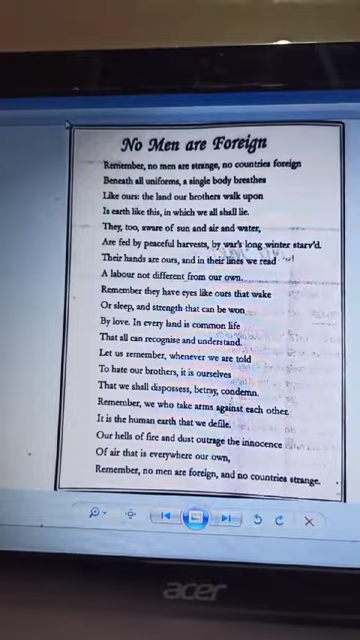 No Men are Foreign
Remember, no men are strange, no countries foreign
Beneath all uniforms, a single body breathes
Like ours: the land our brothers walk upon
Is earth like this, in which we all shall lie.
They, too, aware of sun and air and water,
Are fed by peaceful harvests, by war's long winter starv'd.
Their hands are ours, and in their lines we read
A labour not different from our own.
Remember they have eyes like ours that wake
Or sleep, and strength that can be won
By love. In every land is common life
That all can recognise and understand.
Let us remember, whenever we are told
To hate our brothers, it is ourselves
That we shall dispossess, betray, condemn.
Remember, we who take arms against each other.
It is the human earth that we defile.
Our hells of fire and dust outrage the innocence
Of air that is everywhere our own,
Remember, no men are foreign, and no countries strange.
acer